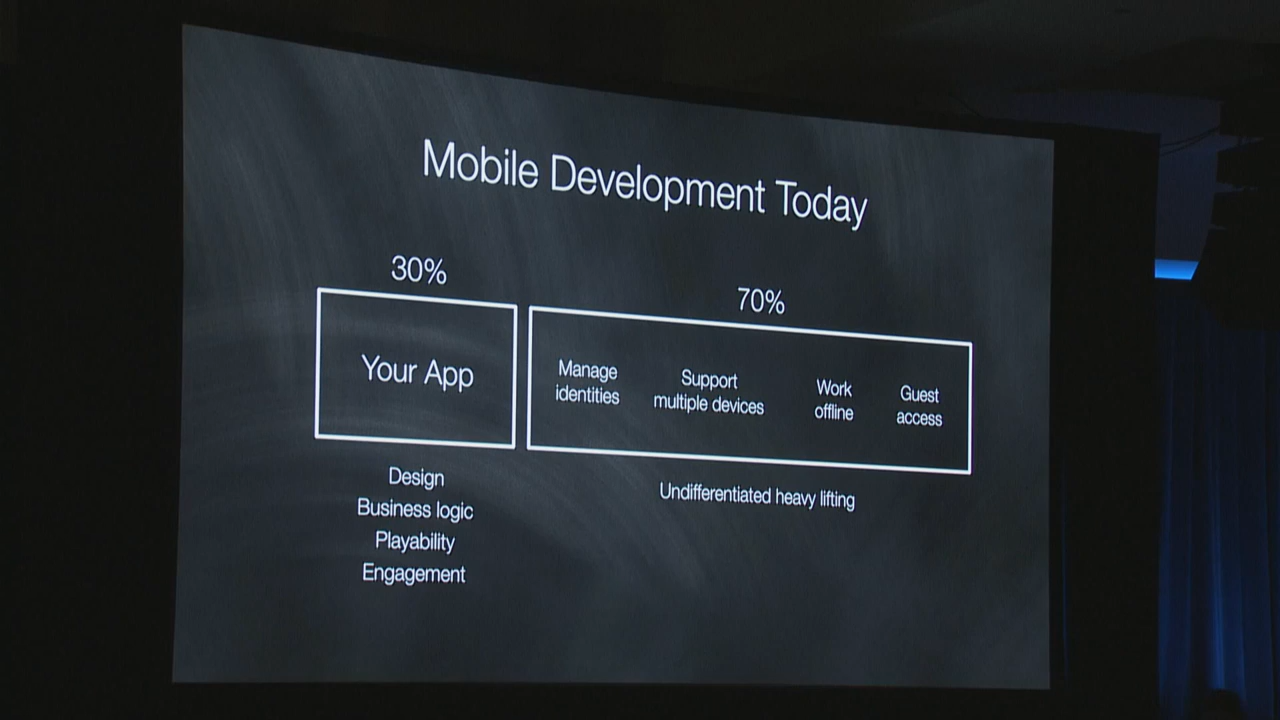 Mobile Development Today
30%
70%
Your App
Manage
identities
Support
multiple devices
Work
offline
Guest
access
Design
Business logic
Playability
Engagement
Undifferentiated heavy lifting